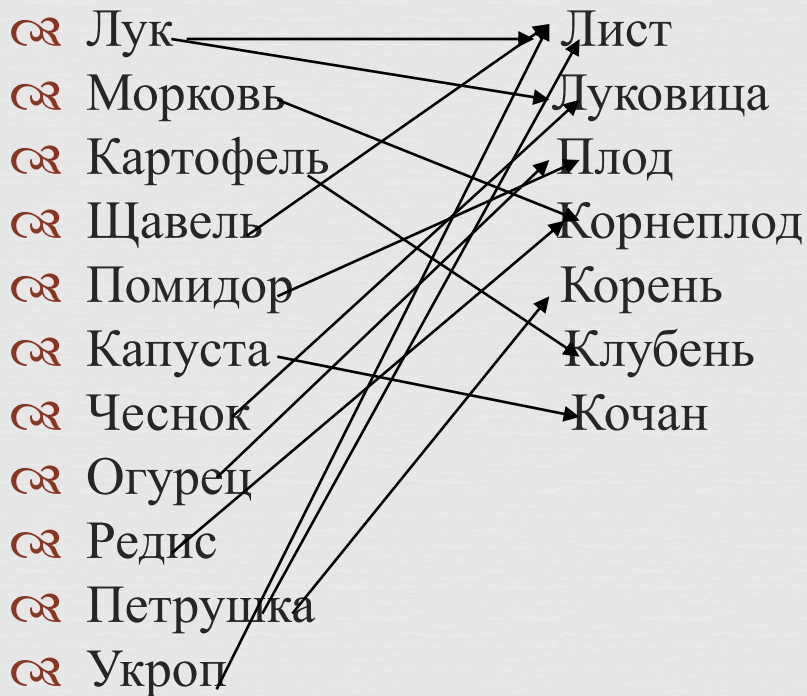 Лук Лист
Морковь Луковица
Картофель Плод
Щавель Корнеплод
Помидор Корень
Капуста Клубень
Чеснок Кочан
Огурец
Редис
Петрушка
Укроп